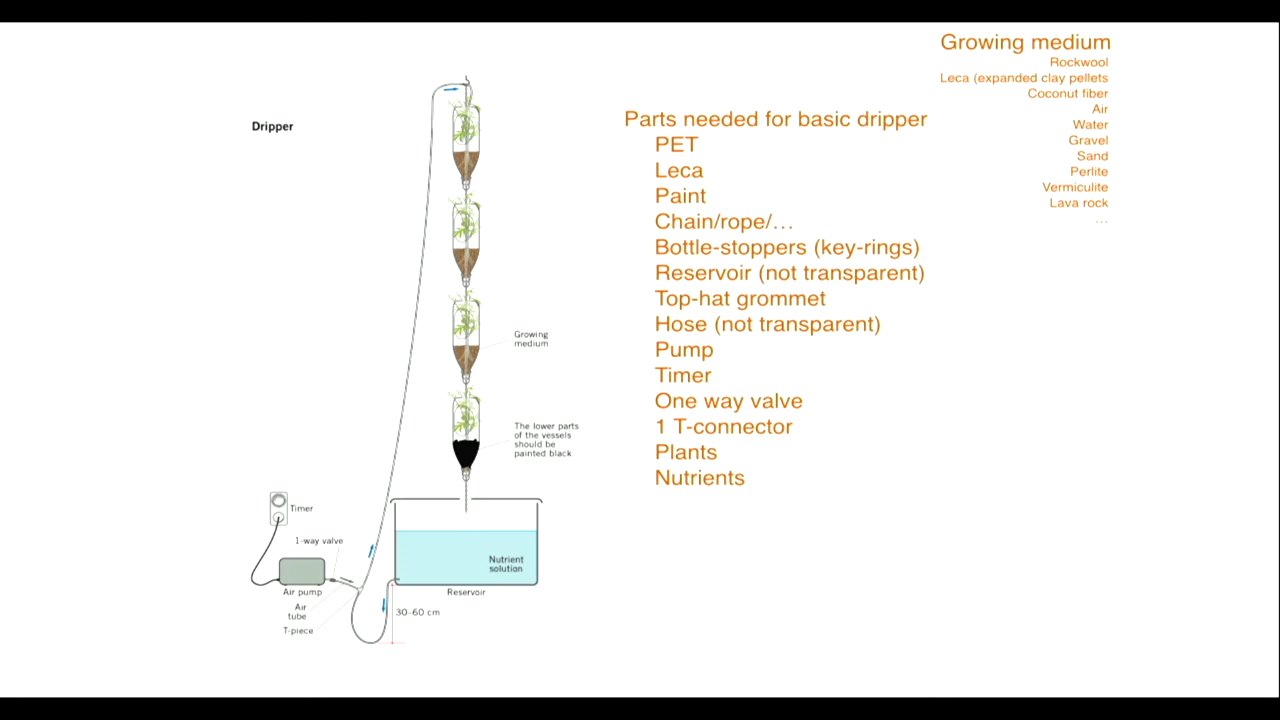 Dripper
Growing
medium
The lower parts
of the vessels
should be
painted black
Timer
1-way valve
Air pump
Air
tube
T-piece
Nutrient
solution
Reservoir
30-60 cm
Parts needed for basic dripper
PET
Leca
Paint
Chain/rope/...
Bottle-stoppers (key-rings)
Reservoir (not transparent)
Top-hat grommet
Hose (not transparent)
Pump
Timer
One way valve
1 T-connector
Plants
Nutrients
Growing medium
Rockwool
Leca (expanded clay pellets
Coconut fiber
Air
Water
Gravel
Sand
Perlite
Vermiculite
Lava rock
...